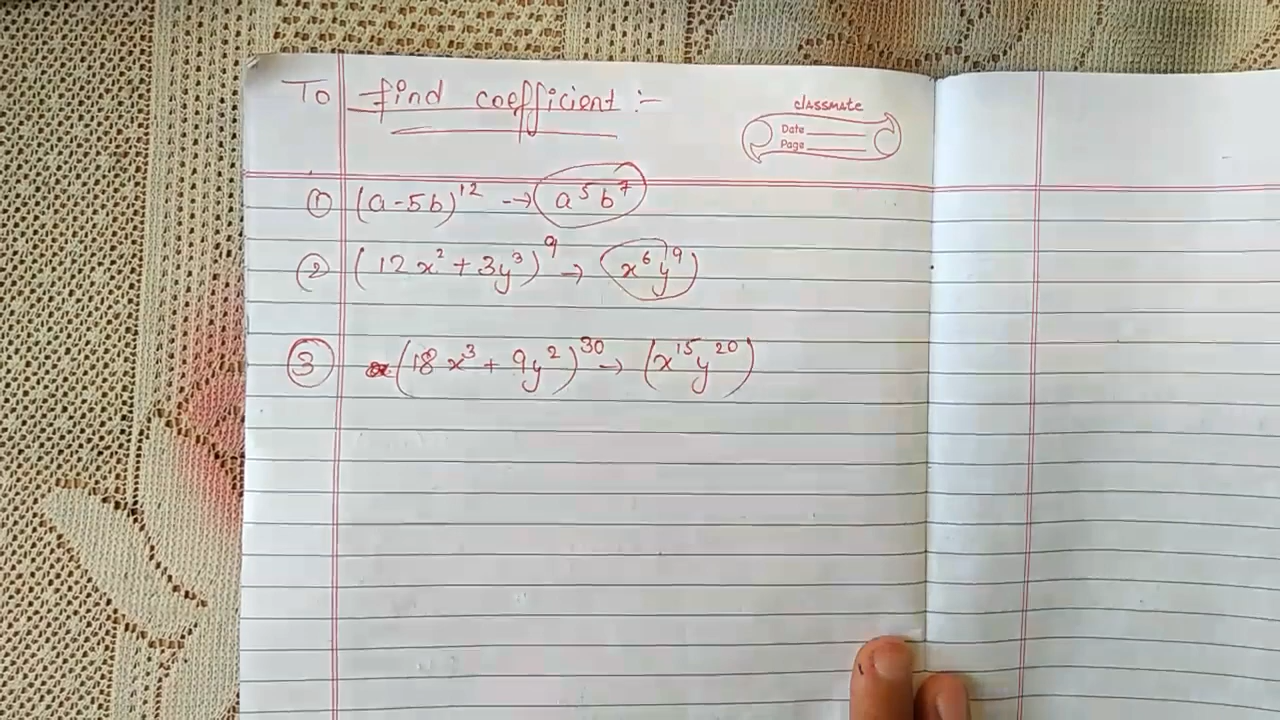 To find coefficient :-
classmate
Date
Page
① (a-5b)¹² → a⁵b⁷
② (12x² + 3y³)⁹ → x⁶y⁹
③ (18x³ + 9y²)³⁰ → (x¹⁵y²⁰)